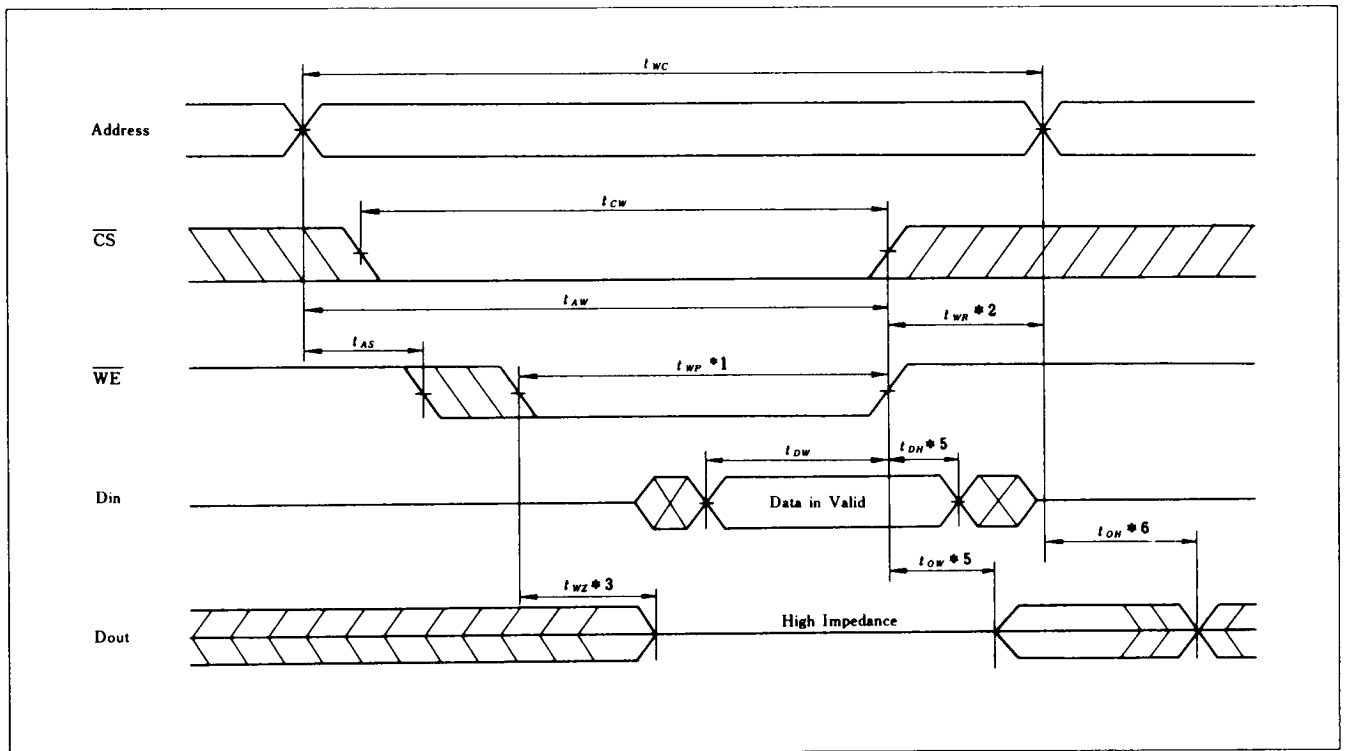 t WC
Address
t CW
CS
t AW
t WR *2
t AS
WE
t WP *1
t DW
t DH *5
Din
Data in Valid
t OH *6
t OW *5
t WZ *3
High Impedance
Dout